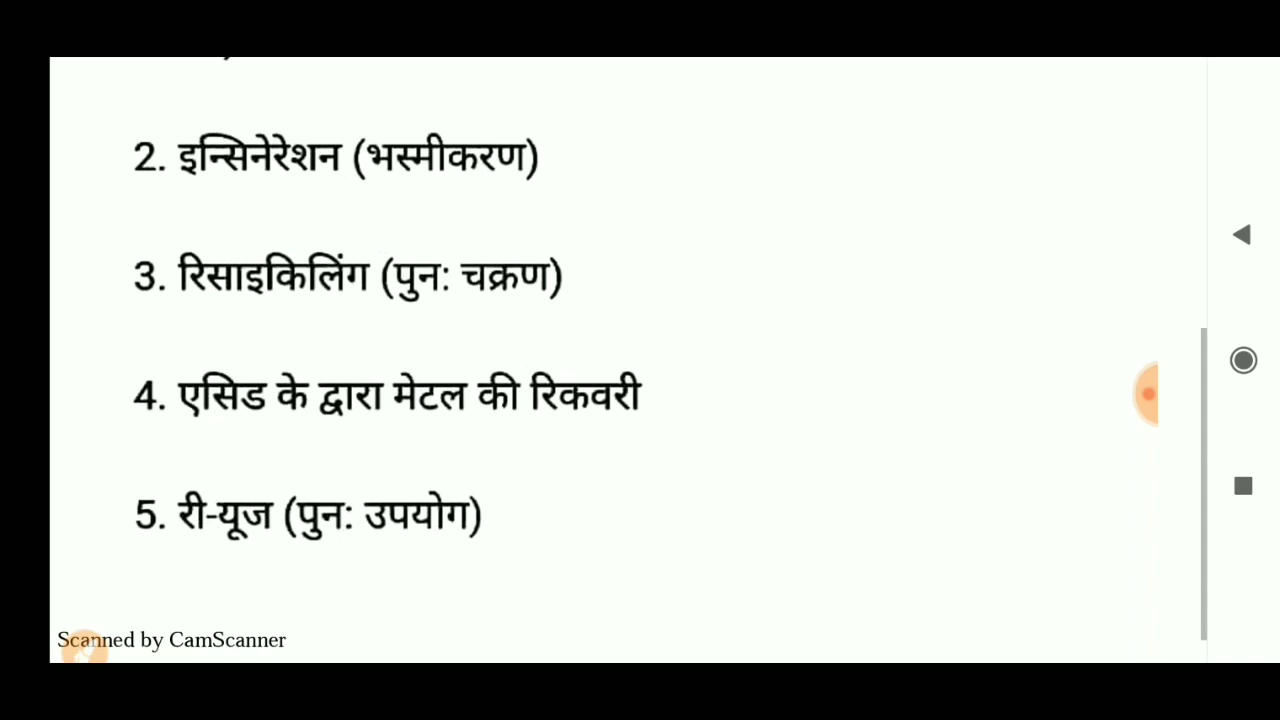 2. इन्सिनेरेशन (भस्मीकरण)
3. रिसाइकिलिंग (पुन: चक्रण)
4. एसिड के द्वारा मेटल की रिकवरी
5. री-यूज (पुन: उपयोग)
Scanned by CamScanner